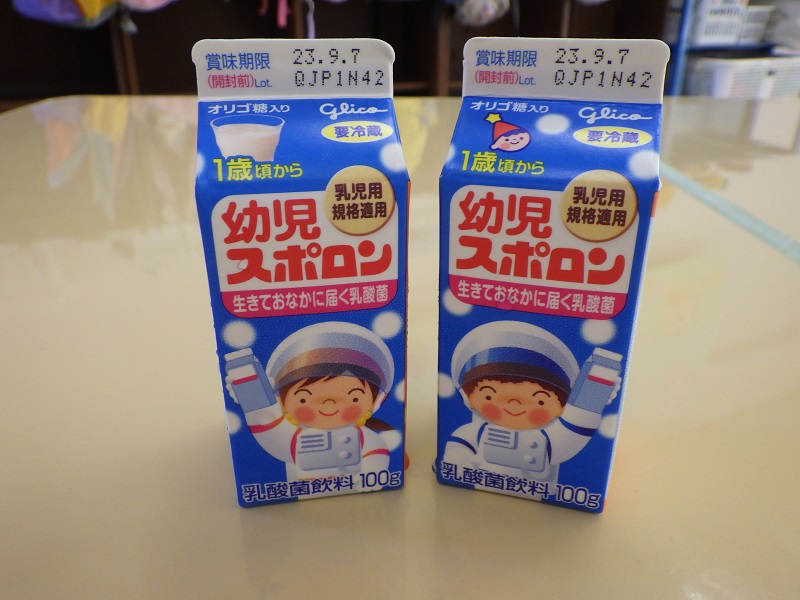 賞味期限 23.9.7
(開封前)Lot. QJP1N42
オリゴ糖入り
glico
要冷蔵
1歳頃から
乳児用
規格適用
幼児
スポロン
生きておなかに届く乳酸菌
乳酸菌飲料 100g
賞味期限 23.9.7
(開封前)Lot. QJP1N42
オリゴ糖入り
glico
要冷蔵
1歳頃から
乳児用
規格適用
幼児
スポロン
生きておなかに届く乳酸菌
乳酸菌飲料 100g